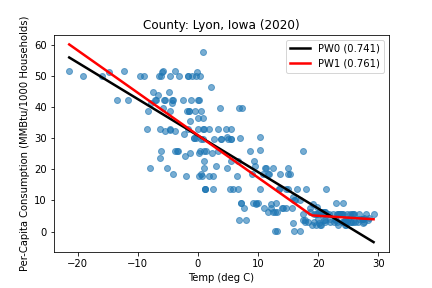 County: Lyon, Iowa (2020)
PW0 (0.741)
PW1 (0.761)
Per-Capita Consumption (MMBtu/1000 Households)
60
50
40
30
20
10
0
−20 −10 0 10 20 30
Temp (deg C)